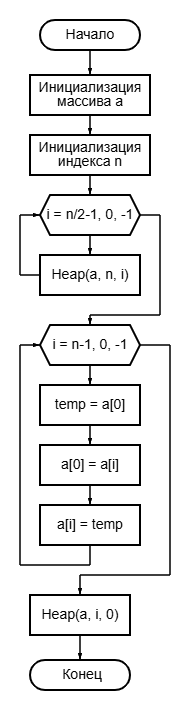 Начало
Инициализация
массива a
Инициализация
индекса n
i = n/2-1, 0, -1
Heap(a, n, i)
i = n-1, 0, -1
temp = a[0]
a[0] = a[i]
a[i] = temp
Heap(a, i, 0)
Конец